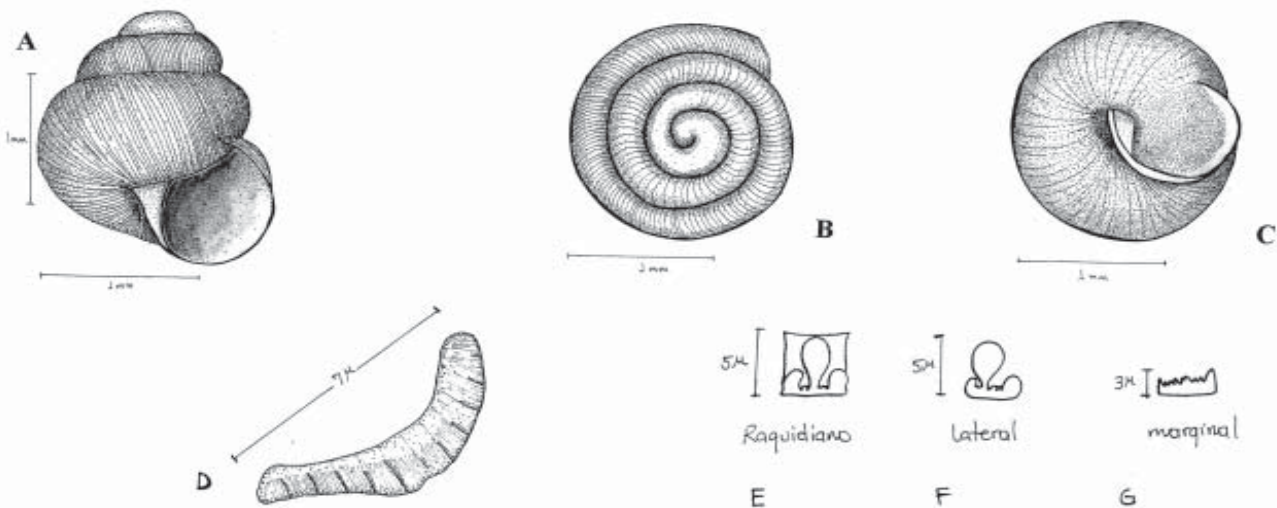 A
1mm
1mm
B
1mm
C
1mm
D
7µ
5µ
Raquidiano
E
5µ
lateral
F
3µ
marginal
G